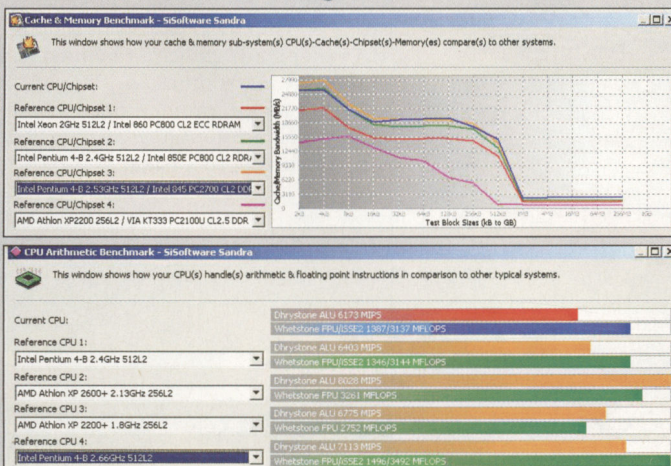 Cache & Memory Benchmark - SiSoftware Sandra
This window shows how your cache & memory sub-system(s) CPU(s)-Cache(s)-Chipset(s)-Memory(es) compare(s) to other systems.
Current CPU/Chipset:
Reference CPU/Chipset 1:
Intel Xeon 2GHz 512L2 / Intel 860 PC800 CL2 ECC RDRAM
Reference CPU/Chipset 2:
Intel Pentium 4-B 2.4GHz 512L2 / Intel 850E PC800 CL2 RDR
Reference CPU/Chipset 3:
Intel Pentium 4-B 2.53GHz 512L2 / Intel 845 PC2700 CL2 DD
Reference CPU/Chipset 4:
AMD Athlon XP2200 256L2 / VIA KT333 PC2100U CL2.5 DDR
Cache/Memory Bandwidth (MB/s)
Test Block Sizes (kB to GB)
CPU Arithmetic Benchmark - SiSoftware Sandra
This window shows how your CPU(s) handle(s) arithmetic & floating point instructions in comparison to other typical systems.
Current CPU:
Dhrystone ALU 6173 MIPS
Whetstone FPU/iSSE2 1387/3137 MFLOPS
Reference CPU 1:
Intel Pentium 4-B 2.4GHz 512L2
Dhrystone ALU 6403 MIPS
Whetstone FPU/iSSE2 1346/3144 MFLOPS
Reference CPU 2:
AMD Athlon XP 2600+ 2.13GHz 256L2
Dhrystone ALU 8028 MIPS
Whetstone FPU 3261 MFLOPS
Reference CPU 3:
AMD Athlon XP 2200+ 1.8GHz 256L2
Dhrystone ALU 6775 MIPS
Whetstone FPU 2752 MFLOPS
Reference CPU 4:
Intel Pentium 4-B 2.66GHz 512L2
Dhrystone ALU 7113 MIPS
Whetstone FPU/iSSE2 1496/3492 MFLOPS